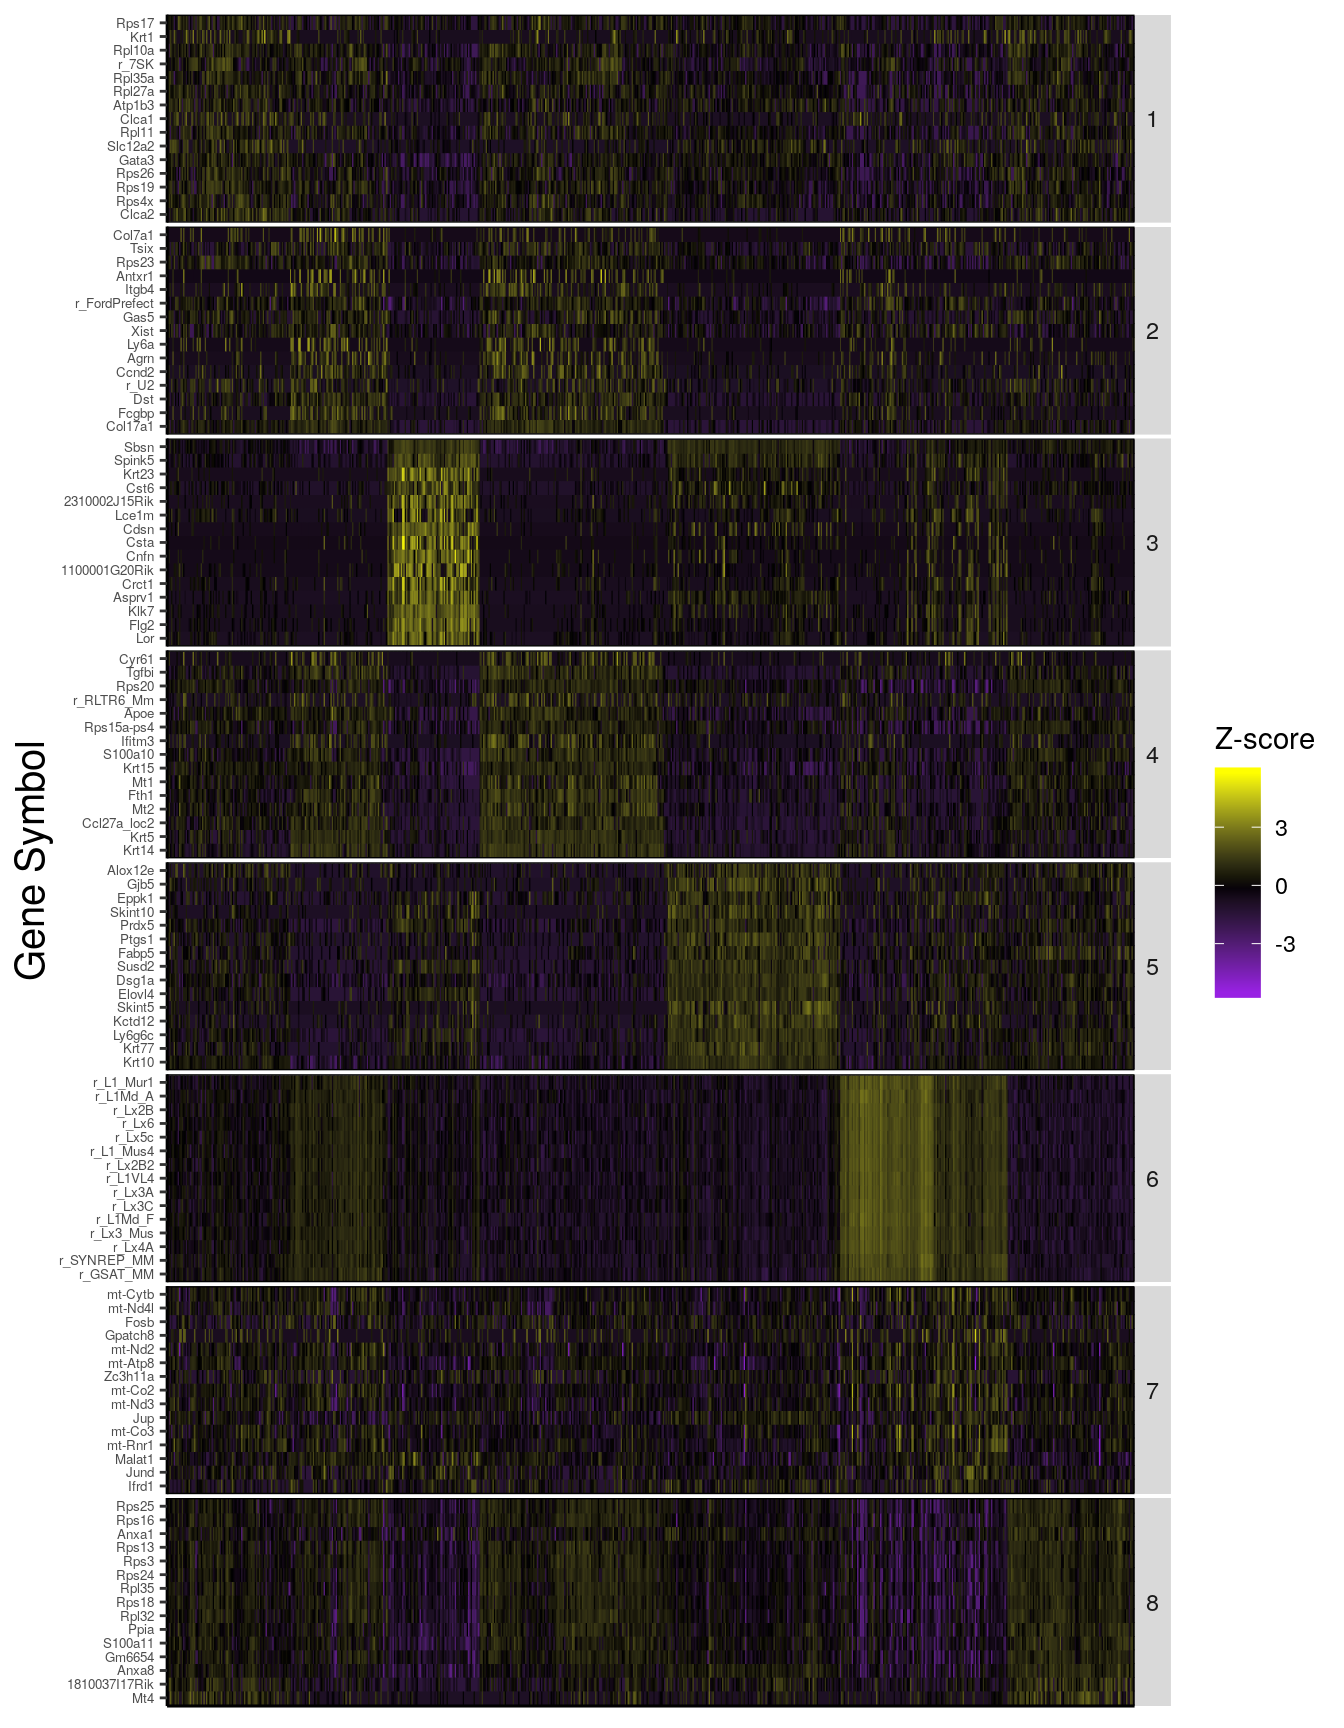 Rps17
Krt1
Rpl10a
r_7SK
Rpl35a
Rpl27a
Atp1b3
Clca1
Rpl11
Slc12a2
Gata3
Rps26
Rps19
Rps4x
Clca2
1
Col7a1
Tsix
Rps23
Antxr1
Itgb4
r_FordPrefect
Gas5
Xist
Ly6a
Agrn
Ccnd2
r_U2
Dst
Fcgbp
Col17a1
2
Sbsn
Spink5
Krt23
Cst6
2310002J15Rik
Lce1m
Cdsn
Csta
Cnfn
1100001G20Rik
Crct1
Asprv1
Klk7
Flg2
Lor
3
Cyr61
Tgfbi
Rps20
r_RLTR6_Mm
Apoe
Rps15a-ps4
Ifitm3
S100a10
Krt15
Mt1
Fth1
Mt2
Ccl27a_loc2
Krt5
Krt14
4
Alox12e
Gjb5
Eppk1
Skint10
Prdx5
Ptgs1
Fabp5
Susd2
Dsg1a
Elovl4
Skint5
Kctd12
Ly6g6c
Krt77
Krt10
5
r_L1_Mur1
r_L1Md_A
r_Lx2B
r_Lx6
r_Lx5c
r_L1_Mus4
r_Lx2B2
r_L1VL4
r_Lx3A
r_Lx3C
r_L1Md_F
r_Lx3_Mus
r_Lx4A
r_SYNREP_MM
r_GSAT_MM
6
mt-Cytb
mt-Nd4l
Fosb
Gpatch8
mt-Nd2
mt-Atp8
Zc3h11a
mt-Co2
mt-Nd3
Jup
mt-Co3
mt-Rnr1
Malat1
Jund
Ifrd1
7
Rps25
Rps16
Anxa1
Rps13
Rps3
Rps24
Rpl35
Rps18
Rpl32
Ppia
S100a11
Gm6654
Anxa8
1810037I17Rik
Mt4
8
Gene Symbol
Z-score
3
0
-3